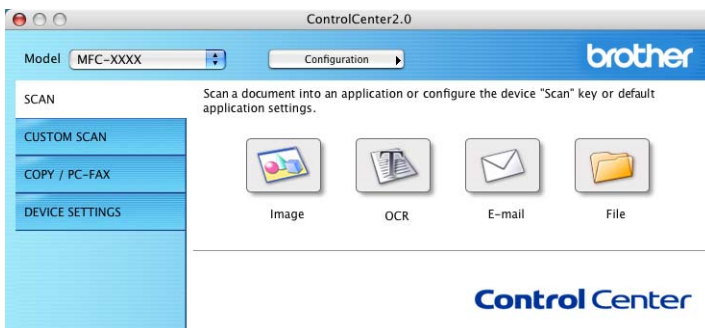 ControlCenter2.0
Model MFC-XXXX Configuration brother
SCAN
CUSTOM SCAN
COPY / PC-FAX
DEVICE SETTINGS
Scan a document into an application or configure the device "Scan" key or default
application settings.
Image OCR E-mail File
Control Center